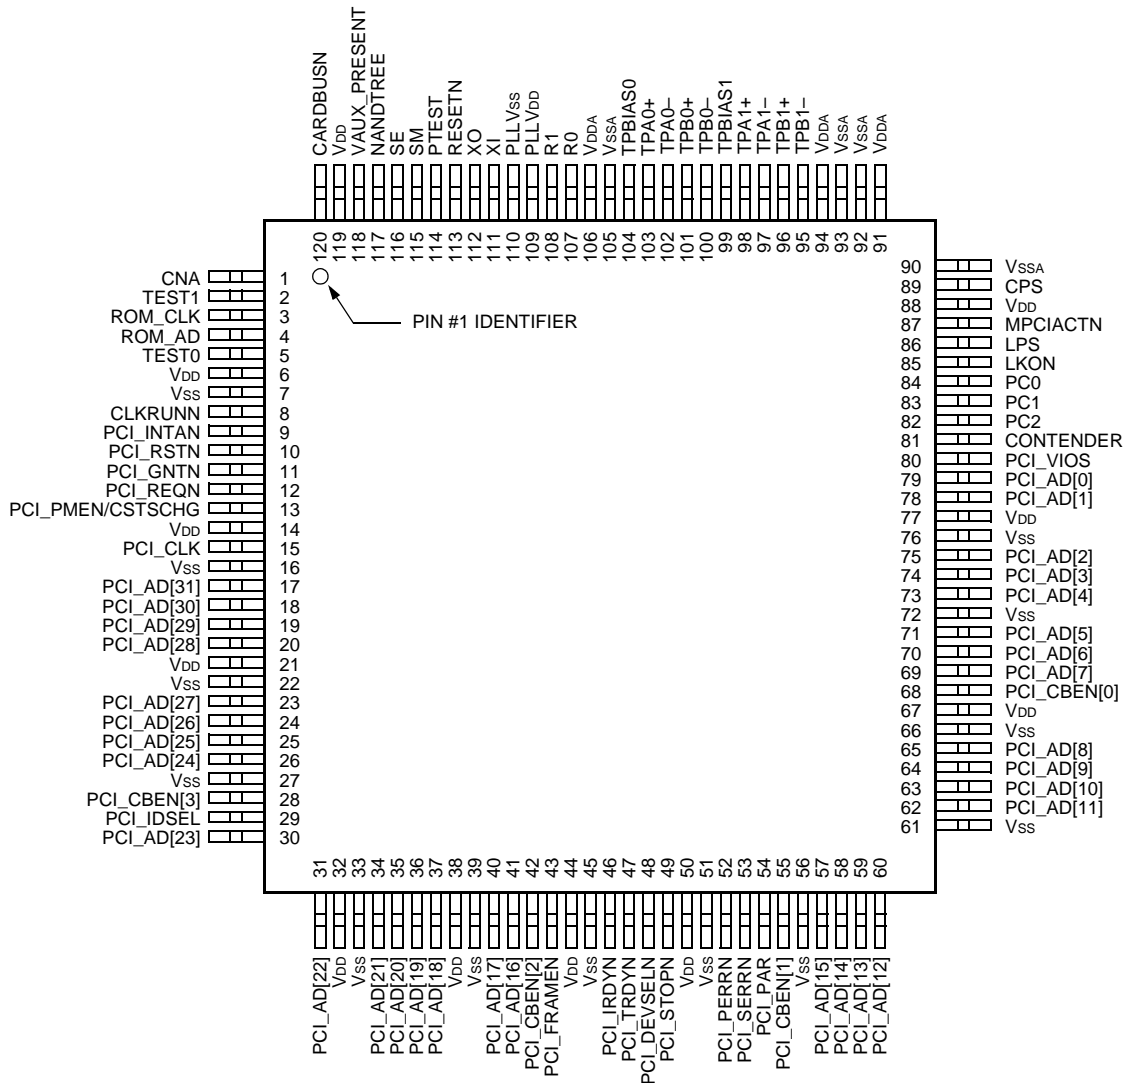 CARDBUSN
VDD
VAUX_PRESENT
NANDTREE
SE
SM
PTEST
RESETN
XO
XI
PLLVSS
PLLVDD
R1
R0
VDDA
VSSA
TPBIAS0
TPA0+
TPA0–
TPB0+
TPB0–
TPBIAS1
TPA1+
TPA1–
TPB1+
TPB1–
VDDA
VSSA
VSSA
VDDA
120
119
118
117
116
115
114
113
112
111
110
109
108
107
106
105
104
103
102
101
100
99
98
97
96
95
94
93
92
91
CNA 1
TEST1 2
ROM_CLK 3
ROM_AD 4
TEST0 5
VDD 6
VSS 7
CLKRUNN 8
PCI_INTAN 9
PCI_RSTN 10
PCI_GNTN 11
PCI_REQN 12
PCI_PMEN/CSTSCHG 13
VDD 14
PCI_CLK 15
VSS 16
PCI_AD[31] 17
PCI_AD[30] 18
PCI_AD[29] 19
PCI_AD[28] 20
VDD 21
VSS 22
PCI_AD[27] 23
PCI_AD[26] 24
PCI_AD[25] 25
PCI_AD[24] 26
VSS 27
PCI_CBEN[3] 28
PCI_IDSEL 29
PCI_AD[23] 30
PIN #1 IDENTIFIER
90 VSSA
89 CPS
88 VDD
87 MPCIACTN
86 LPS
85 LKON
84 PC0
83 PC1
82 PC2
81 CONTENDER
80 PCI_VIOS
79 PCI_AD[0]
78 PCI_AD[1]
77 VDD
76 VSS
75 PCI_AD[2]
74 PCI_AD[3]
73 PCI_AD[4]
72 VSS
71 PCI_AD[5]
70 PCI_AD[6]
69 PCI_AD[7]
68 PCI_CBEN[0]
67 VDD
66 VSS
65 PCI_AD[8]
64 PCI_AD[9]
63 PCI_AD[10]
62 PCI_AD[11]
61 VSS
31
32
33
34
35
36
37
38
39
40
41
42
43
44
45
46
47
48
49
50
51
52
53
54
55
56
57
58
59
60
PCI_AD[22]
VDD
VSS
PCI_AD[21]
PCI_AD[20]
PCI_AD[19]
PCI_AD[18]
VDD
VSS
PCI_AD[17]
PCI_AD[16]
PCI_CBEN[2]
PCI_FRAMEN
VDD
VSS
PCI_IRDYN
PCI_TRDYN
PCI_DEVSELN
PCI_STOPN
VDD
VSS
PCI_PERRN
PCI_SERRN
PCI_PAR
PCI_CBEN[1]
VSS
PCI_AD[15]
PCI_AD[14]
PCI_AD[13]
PCI_AD[12]